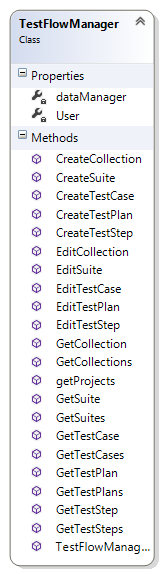 TestFlowManager
Class
Properties
dataManager
User
Methods
CreateCollection
CreateSuite
CreateTestCase
CreateTestPlan
CreateTestStep
EditCollection
EditSuite
EditTestCase
EditTestPlan
EditTestStep
GetCollection
GetCollections
getProjects
GetSuite
GetSuites
GetTestCase
GetTestCases
GetTestPlan
GetTestPlans
GetTestStep
GetTestSteps
TestFlowManag...